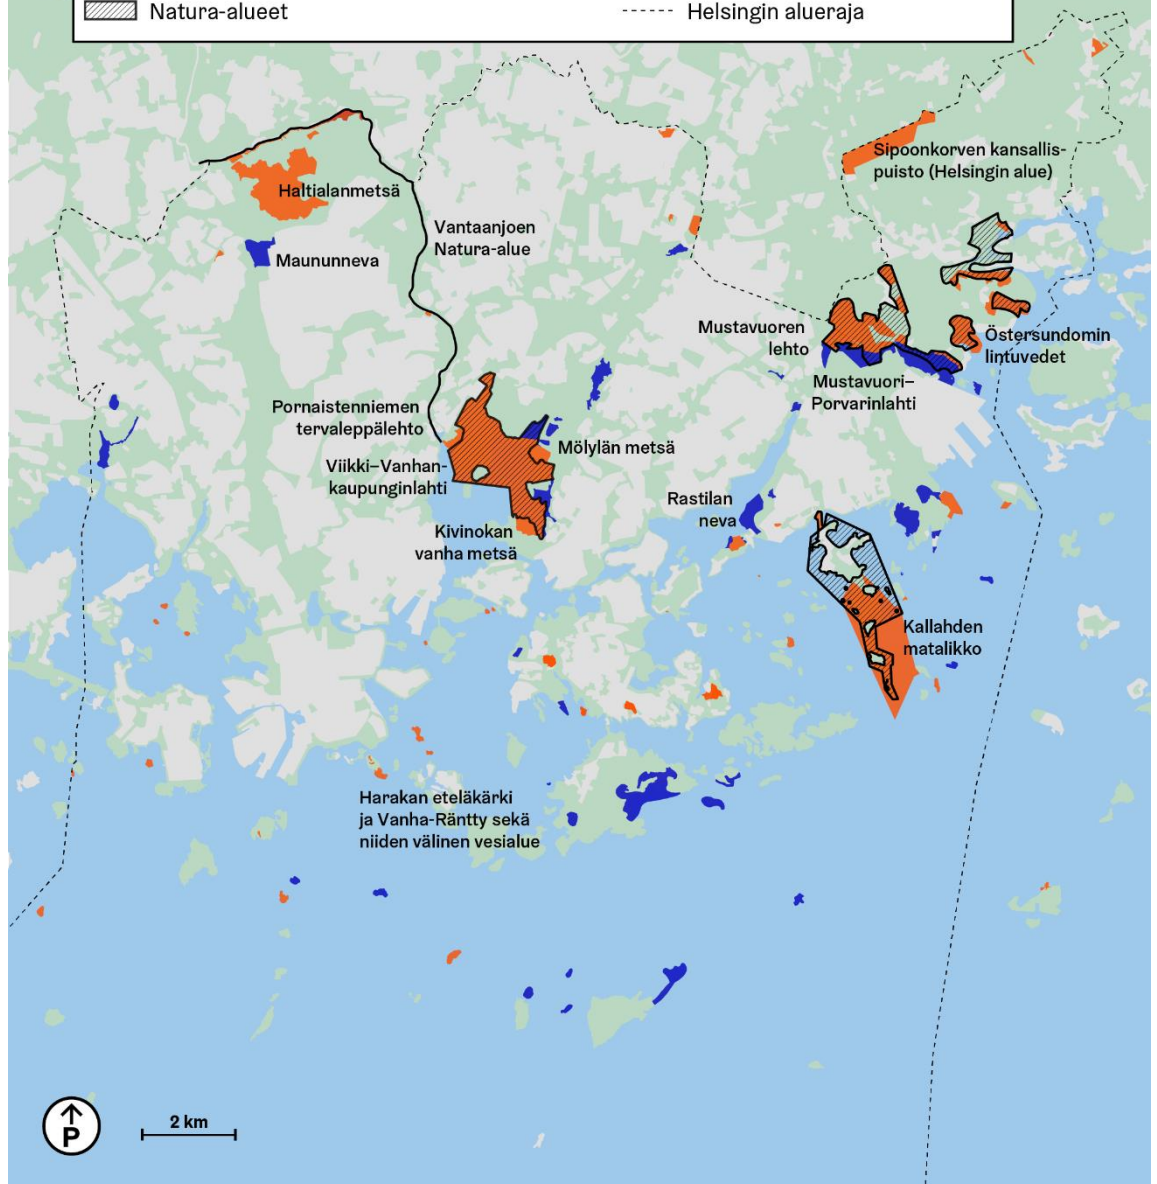 Natura-alueet
Helsingin alueraja
Sipoonkorven kansallis-
puisto (Helsingin alue)
Haltialanmetsä
Vantaanjoen
Natura-alue
Maununneva
Mustavuoren
lehto
Östersundomin
lintuvedet
Mustavuori–
Porvarinlahti
Pornaistenniemen
tervaleppälehto
Mölylän metsä
Viikki–Vanhan-
kaupunginlahti
Rastilan
neva
Kivinokan
vanha metsä
Kallahden
matalikko
Harakan eteläkärki
ja Vanha-Räntty sekä
niiden välinen vesialue
P
2 km